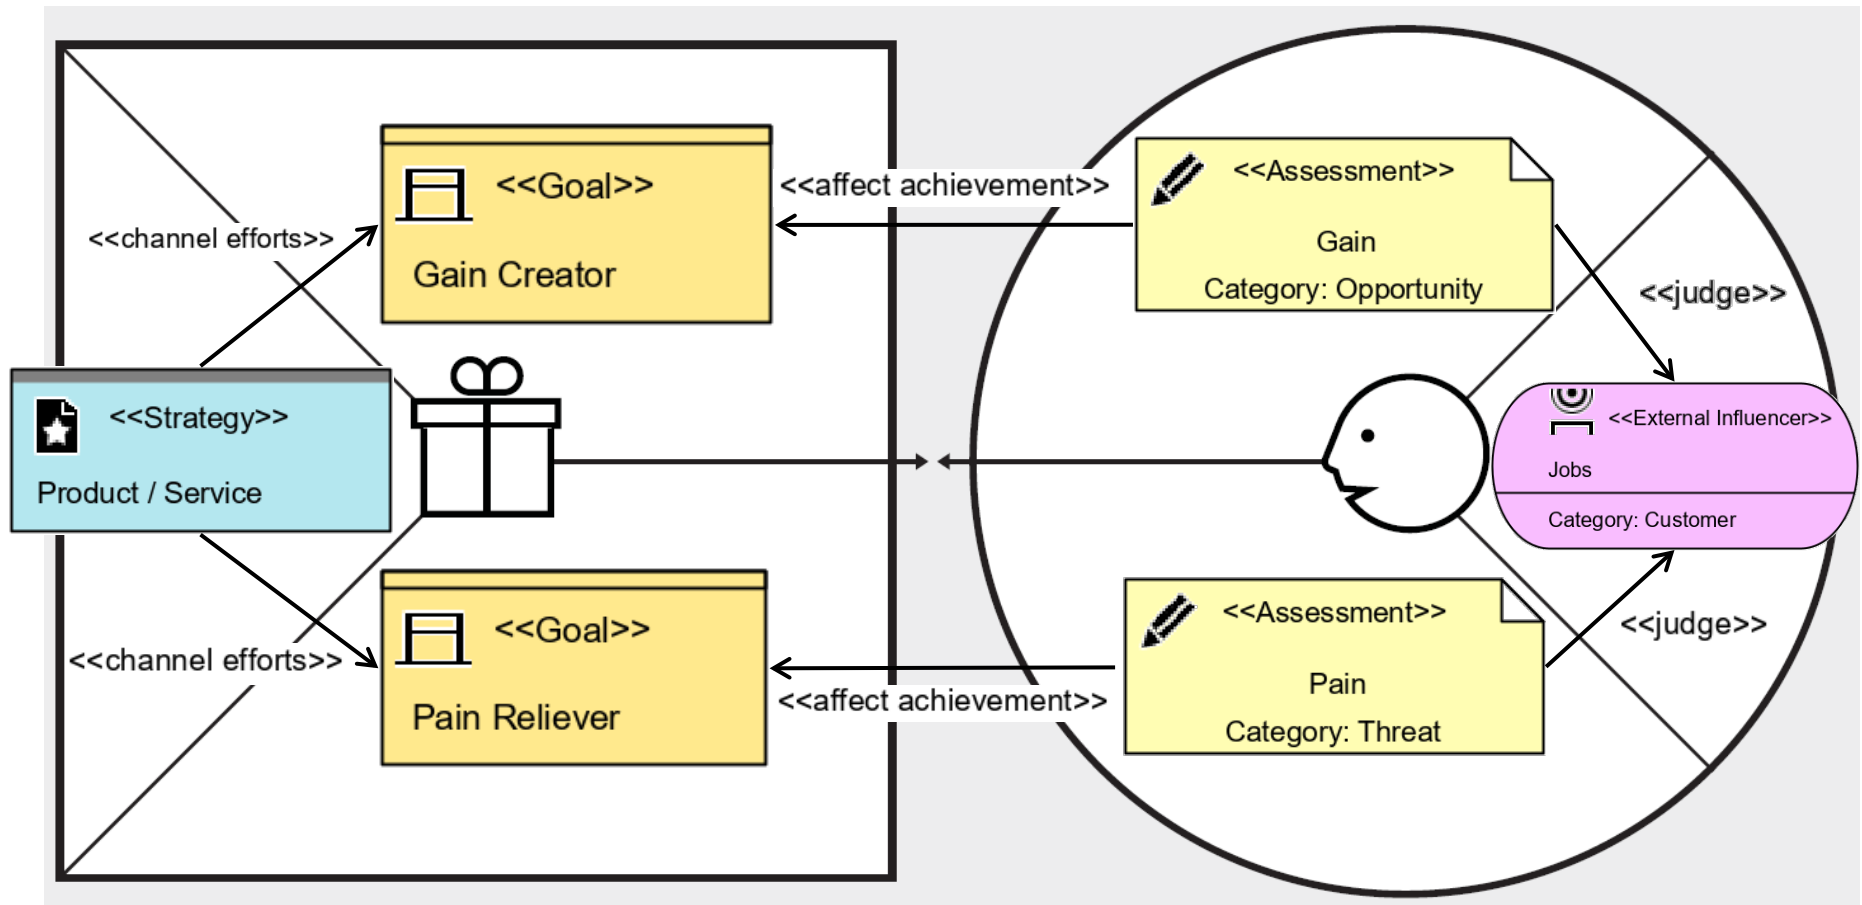 <<Goal>>
Gain Creator
<<channel efforts>>
<<affect achievement>>
<<Assessment>>
Gain
Category: Opportunity
<<judge>>
<<Strategy>>
Product / Service
<<External Influencer>>
Jobs
Category: Customer
<<Goal>>
Pain Reliever
<<channel efforts>>
<<affect achievement>>
<<Assessment>>
Pain
Category: Threat
<<judge>>